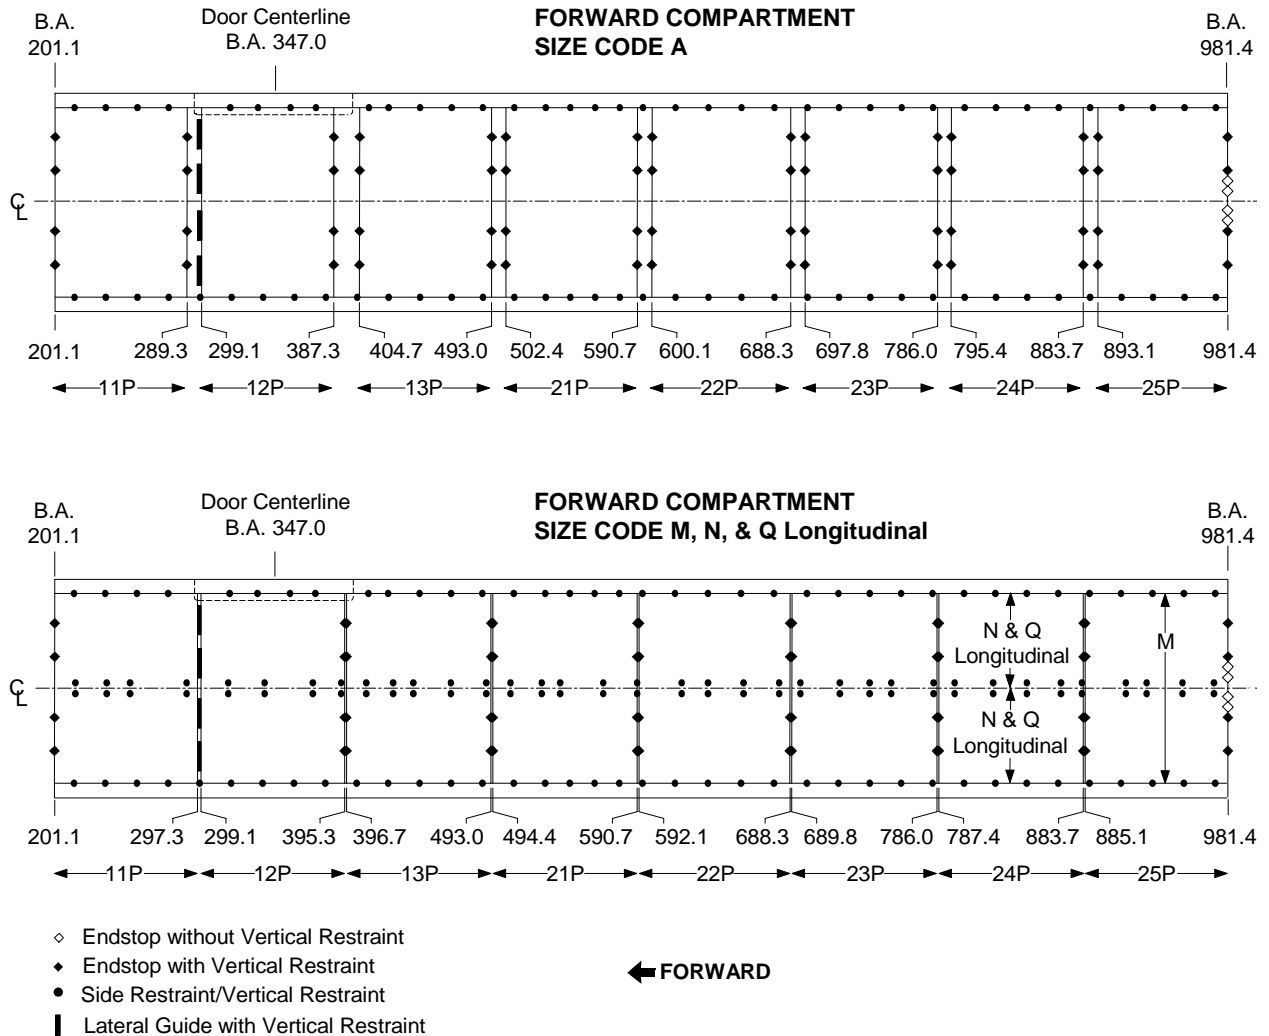 B.A.
201.1
Door Centerline
B.A. 347.0
FORWARD COMPARTMENT
SIZE CODE A
B.A.
981.4
C
L
201.1 289.3 299.1 387.3 404.7 493.0 502.4 590.7 600.1 688.3 697.8 786.0 795.4 883.7 893.1 981.4
11P 12P 13P 21P 22P 23P 24P 25P
B.A.
201.1
Door Centerline
B.A. 347.0
FORWARD COMPARTMENT
SIZE CODE M, N, & Q Longitudinal
B.A.
981.4
N & Q
Longitudinal
M
C
L
N & Q
Longitudinal
201.1 297.3 299.1 395.3 396.7 493.0 494.4 590.7 592.1 688.3 689.8 786.0 787.4 883.7 885.1 981.4
11P 12P 13P 21P 22P 23P 24P 25P
Endstop without Vertical Restraint
Endstop with Vertical Restraint
Side Restraint/Vertical Restraint
Lateral Guide with Vertical Restraint
FORWARD